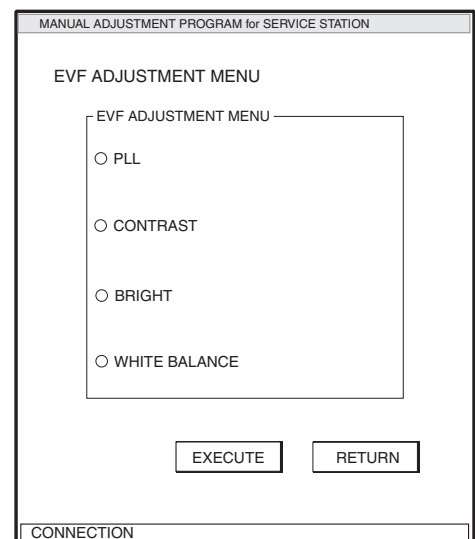 MANUAL ADJUSTMENT PROGRAM for SERVICE STATION
EVF ADJUSTMENT MENU
EVF ADJUSTMENT MENU
PLL
CONTRAST
BRIGHT
WHITE BALANCE
EXECUTE RETURN
CONNECTION